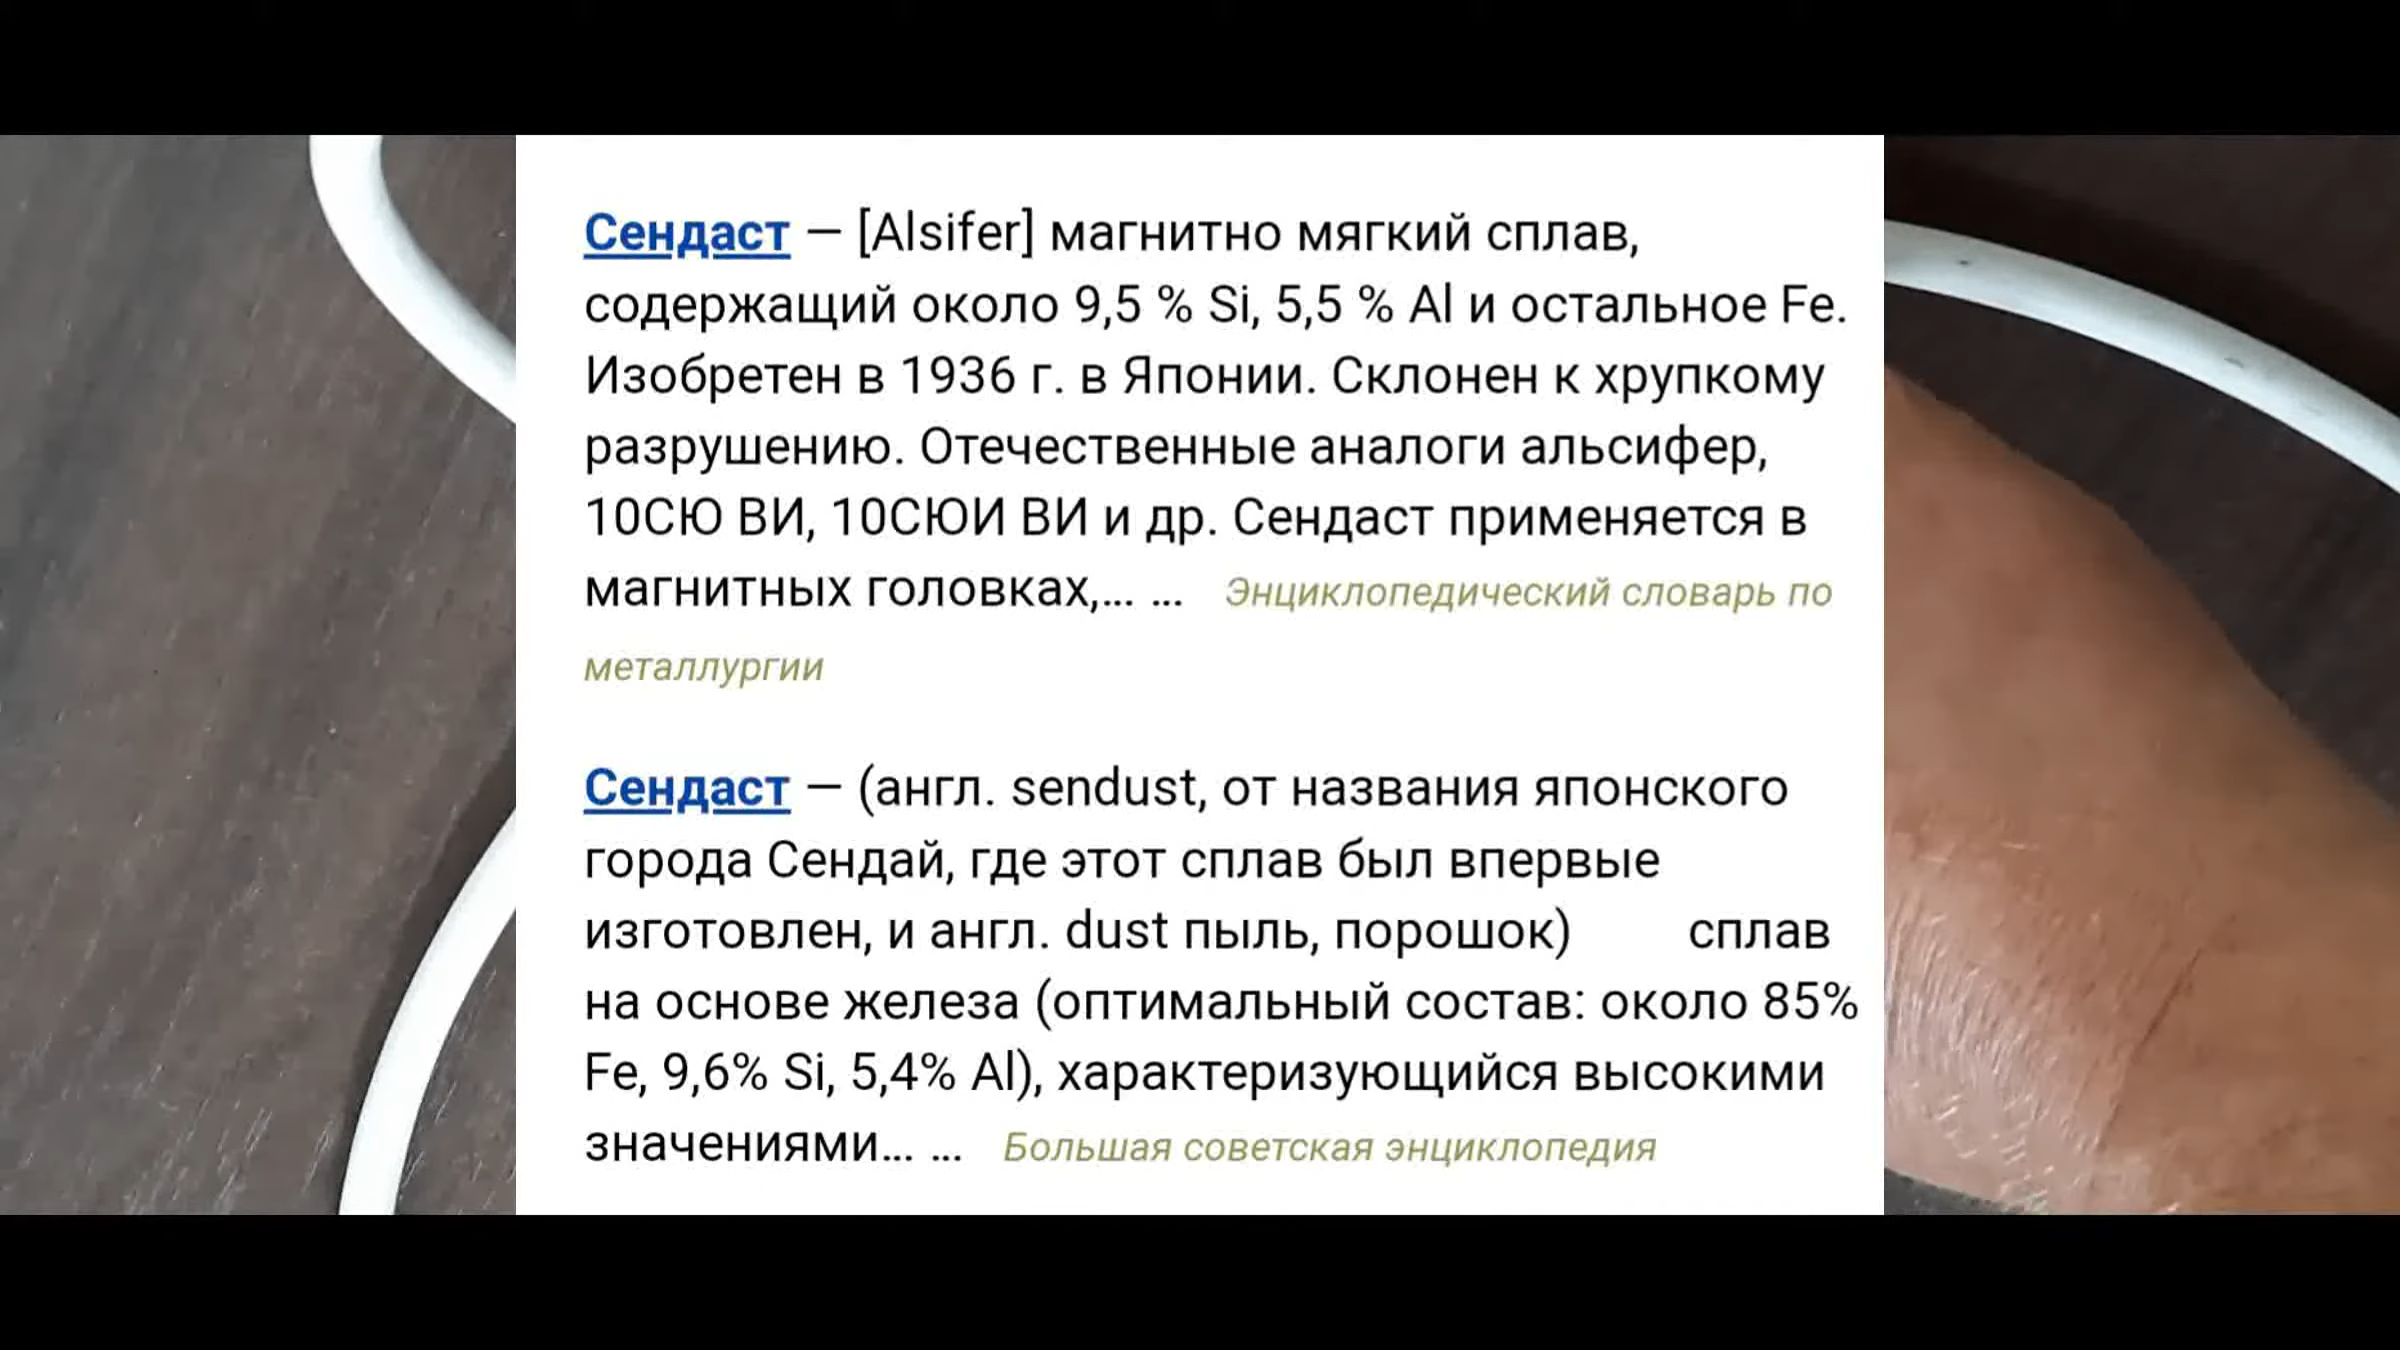 Сендаст — [Alsifer] магнитно мягкий сплав,
содержащий около 9,5 % Si, 5,5 % Al и остальное Fe.
Изобретен в 1936 г. в Японии. Склонен к хрупкому
разрушению. Отечественные аналоги альсифер,
10СЮ ВИ, 10СЮИ ВИ и др. Сендаст применяется в
магнитных головках,... ... Энциклопедический словарь по
металлургии
Сендаст — (англ. sendust, от названия японского
города Сендай, где этот сплав был впервые
изготовлен, и англ. dust пыль, порошок) сплав
на основе железа (оптимальный состав: около 85%
Fe, 9,6% Si, 5,4% Al), характеризующийся высокими
значениями... ... Большая советская энциклопедия